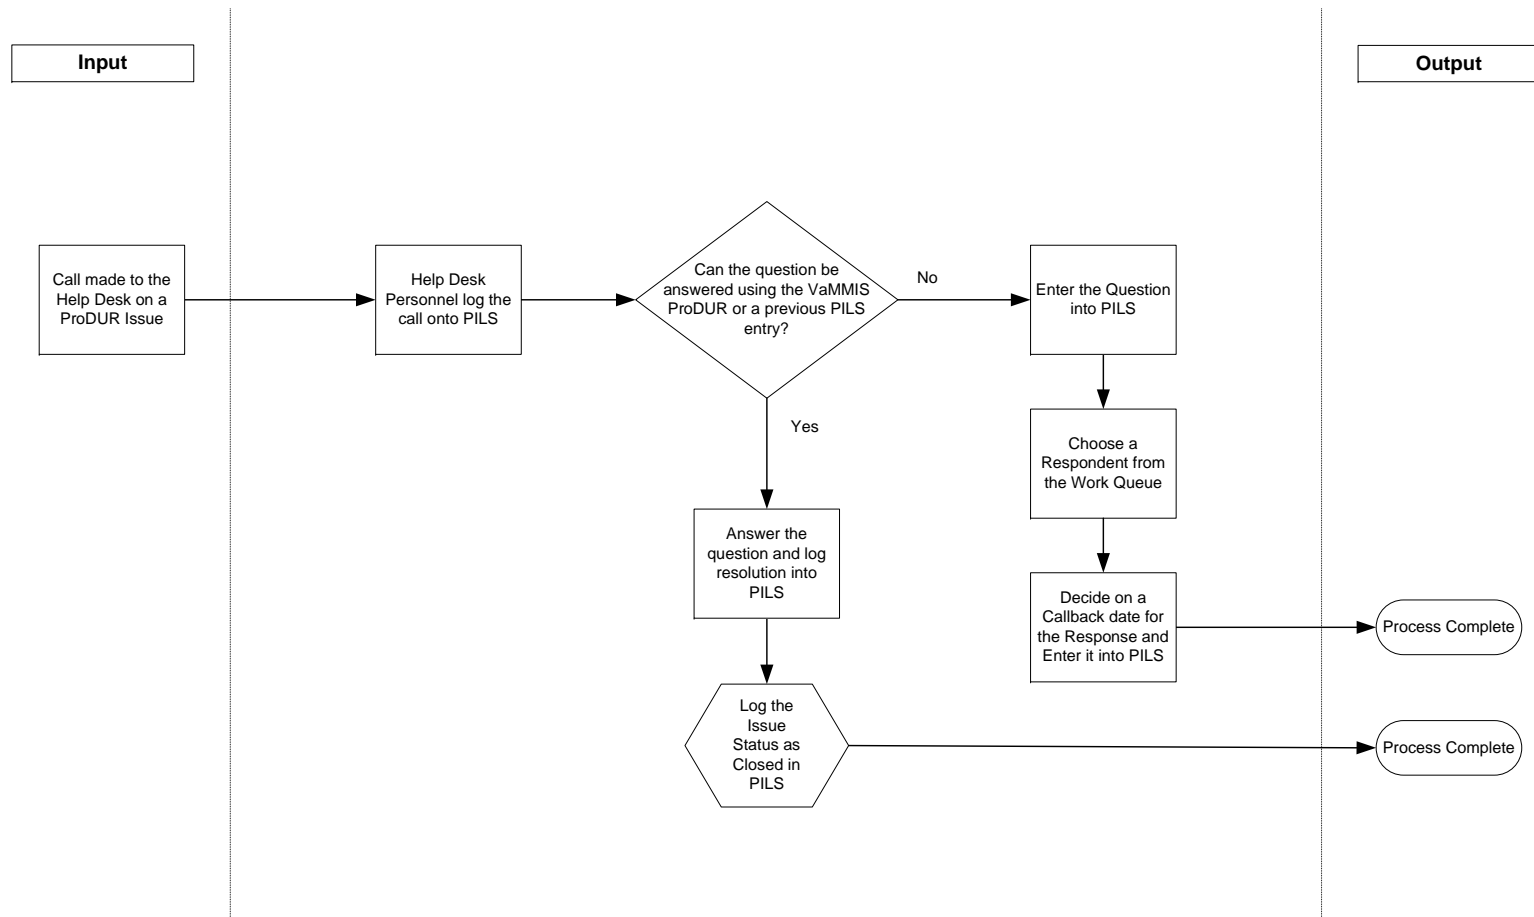 Input
Output
Call made to the
Help Desk on a
ProDUR Issue
Help Desk
Personnel log the
call onto PILS
Can the question be
answered using the VaMMIS
ProDUR or a previous PILS
entry?
No
Enter the Question
into PILS
Yes
Choose a
Respondent from
the Work Queue
Answer the
question and log
resolution into
PILS
Decide on a
Callback date for
the Response and
Enter it into PILS
Process Complete
Log the
Issue
Status as
Closed in
PILS
Process Complete